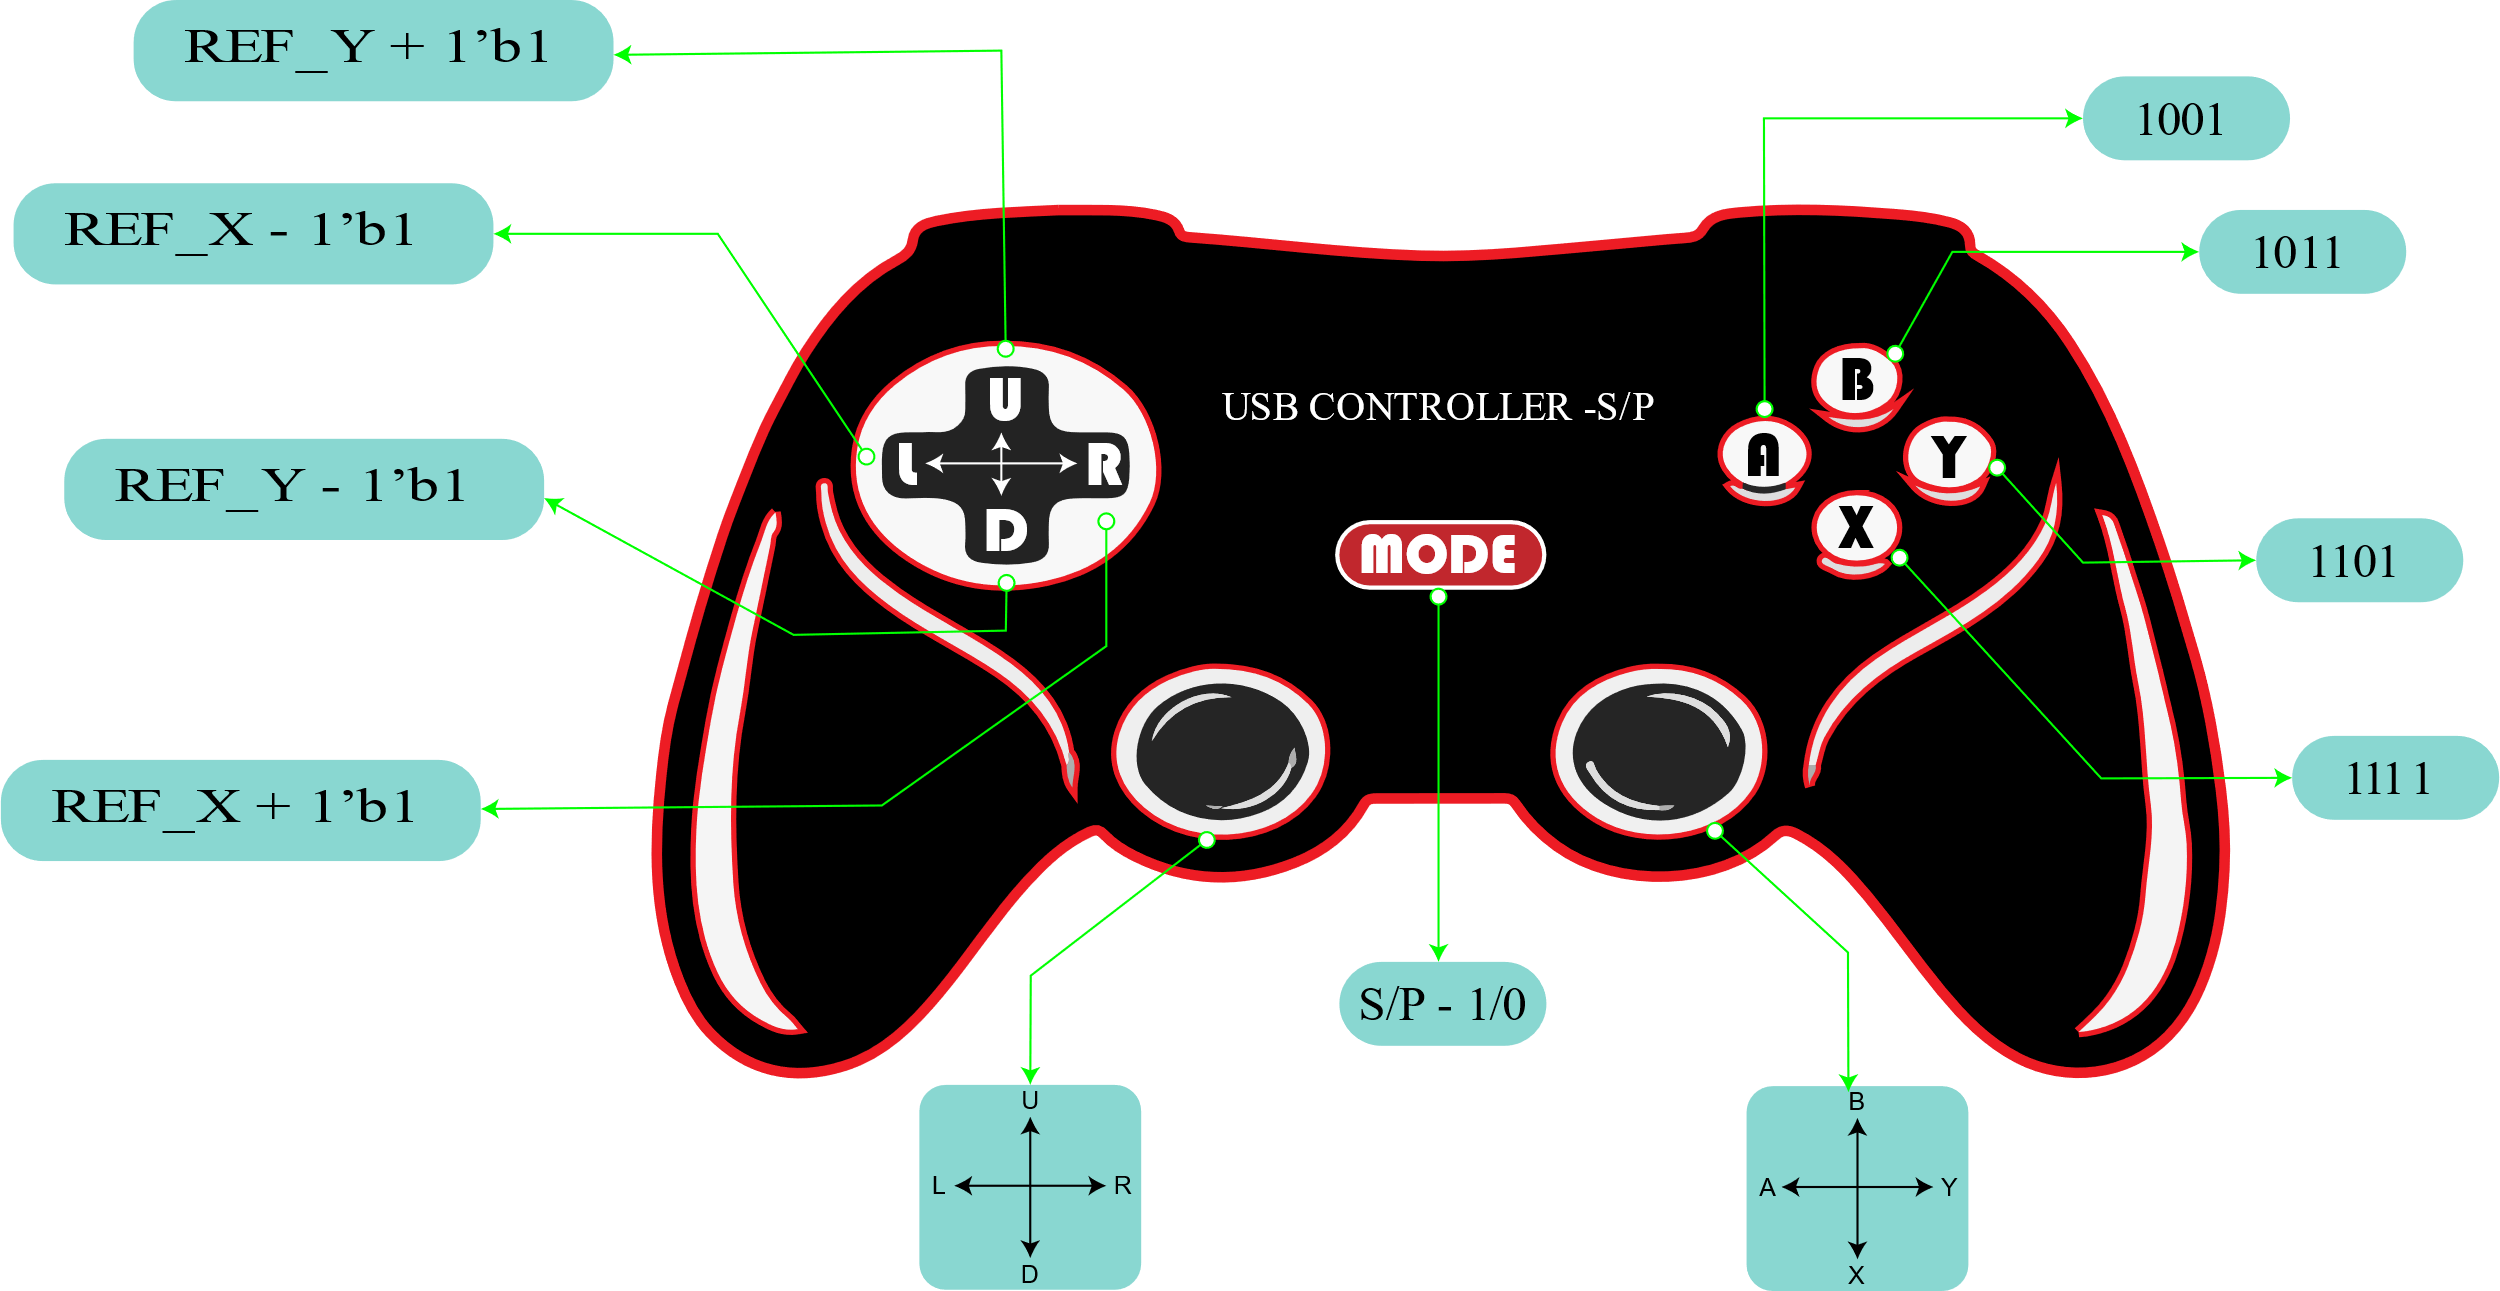 REF_Y + 1’b1
1001
REF_X - 1’b1
1011
U
L R
D
USB CONTROLLER -S/P
B
A
Y
X
REF_Y - 1’b1
MODE
1101
REF_X + 1’b1
1111
S/P - 1/0
U
L R
D
B
A Y
X